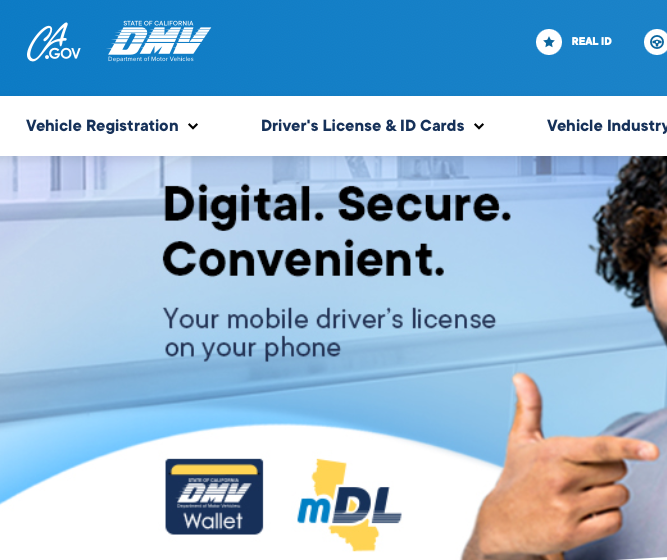 CA
.GOV
STATE OF CALIFORNIA
DMV
Department of Motor Vehicles
REAL ID
Vehicle Registration
Driver's License & ID Cards
Vehicle Industry
Digital. Secure.
Convenient.
Your mobile driver's license
on your phone
STATE OF CALIFORNIA
DMV
Department of Motor Vehicles
Wallet
mDL